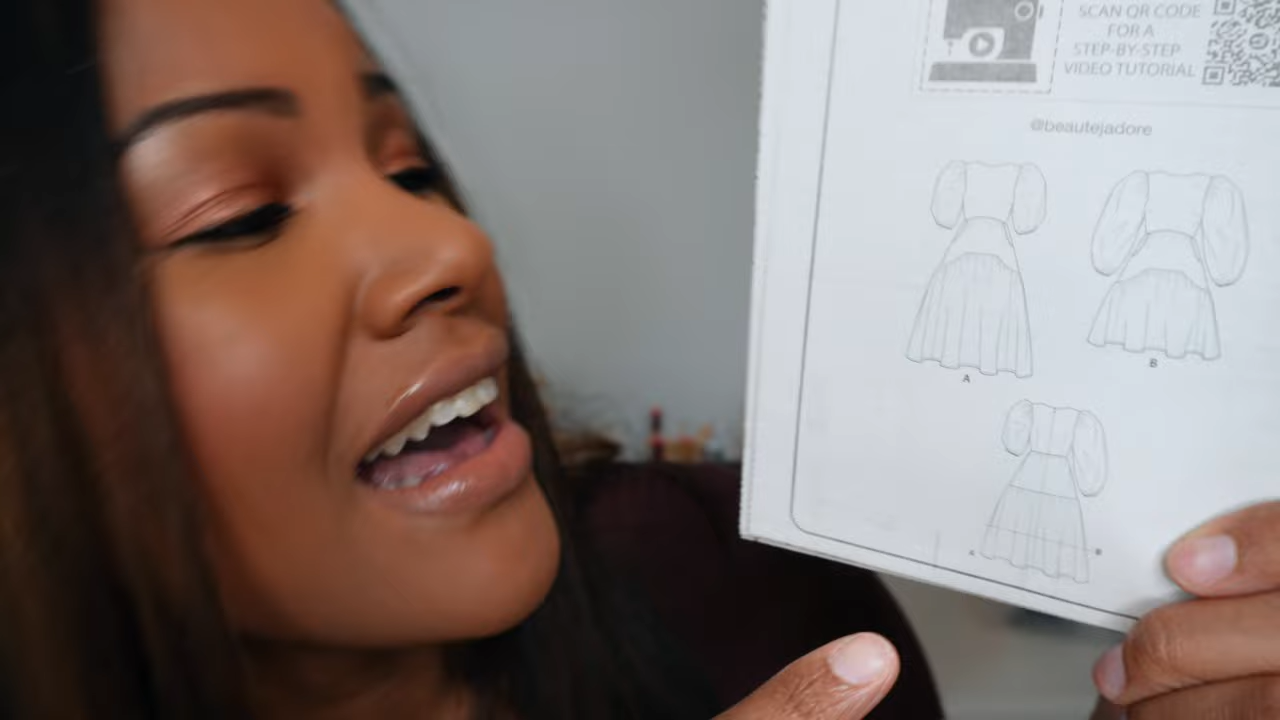 SCAN QR CODE
FOR A
STEP-BY-STEP
VIDEO TUTORIAL
@beautejadore
A
B
A
B